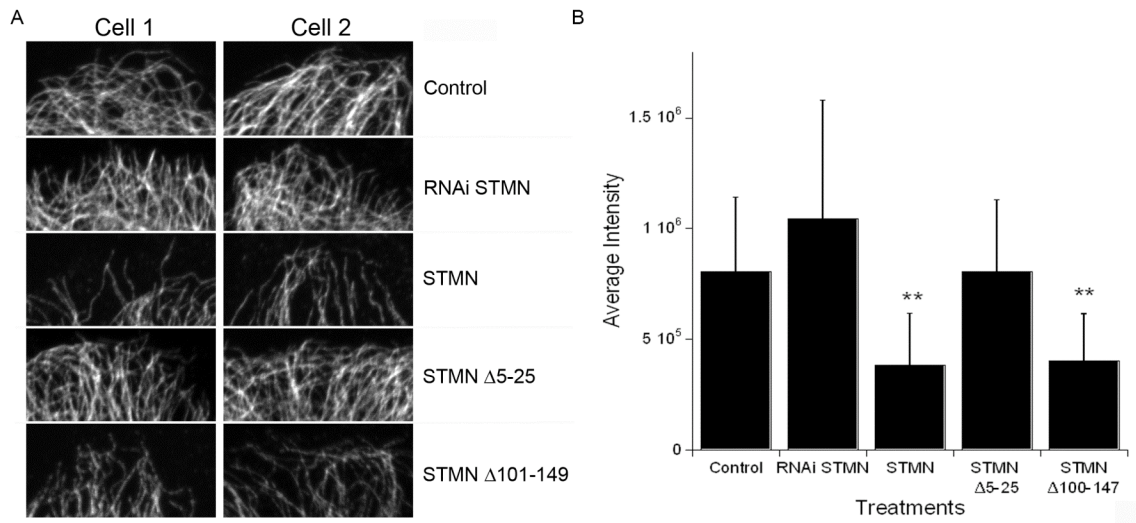 A
Cell 1
Cell 2
Control
RNAi STMN
STMN
STMN Δ5-25
STMN Δ101-149
B
1.5 10⁶
1 10⁶
5 10⁵
0
Average Intensity
**
**
Control
RNAi STMN
STMN
STMN
Δ5-25
STMN
Δ100-147
Treatments